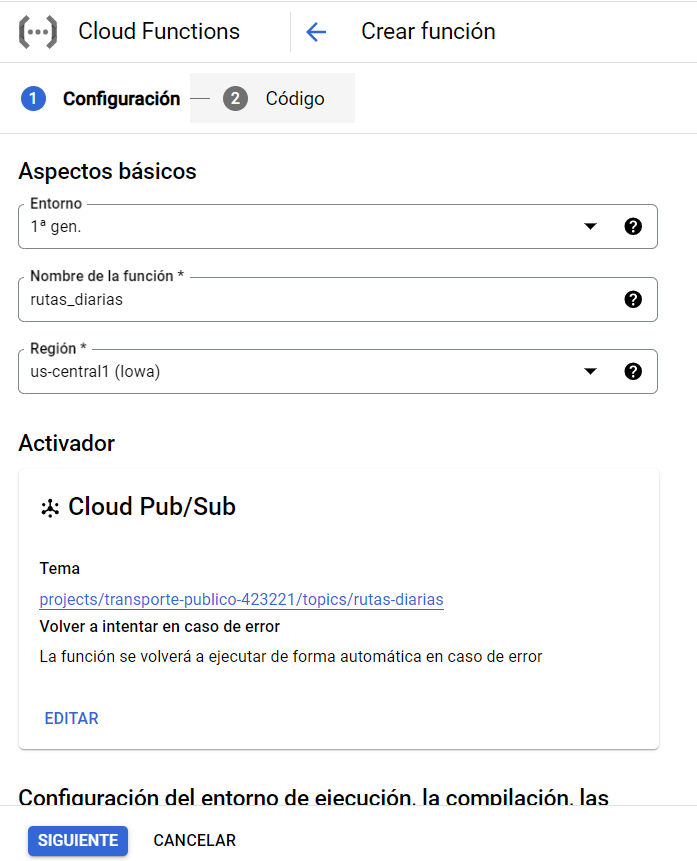 Cloud Functions
Crear función
1 Configuración 2 Código
Aspectos básicos
Entorno
1ª gen.
Nombre de la función *
rutas_diarias
Región *
us-central1 (Iowa)
Activador
Cloud Pub/Sub
Tema
projects/transporte-publico-423221/topics/rutas-diarias
Volver a intentar en caso de error
La función se volverá a ejecutar de forma automática en caso de error
EDITAR
Configuración del entorno de ejecución, la compilación, las
SIGUIENTE CANCELAR